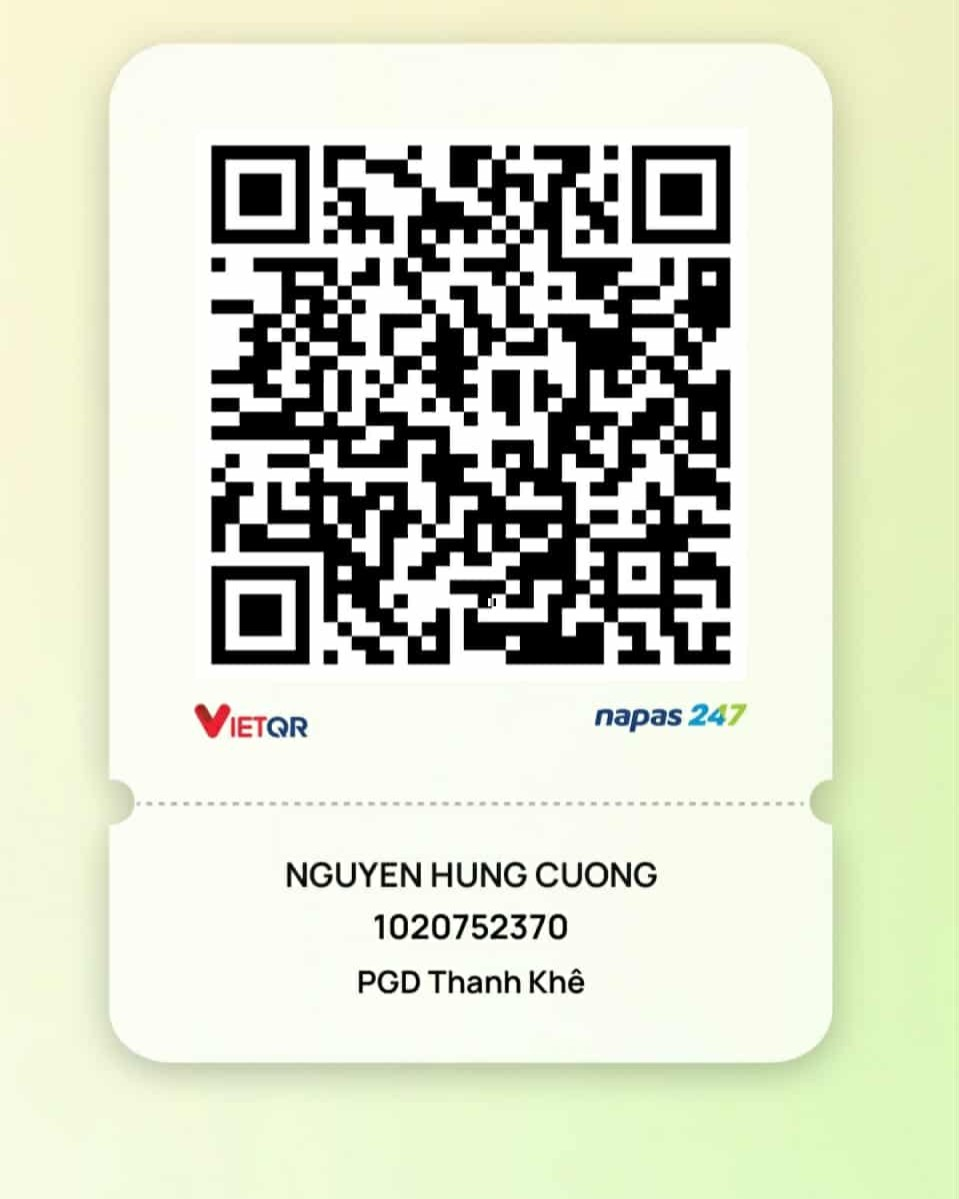 VIETQR
napas 247
NGUYEN HUNG CUONG
1020752370
PGD Thanh Khê